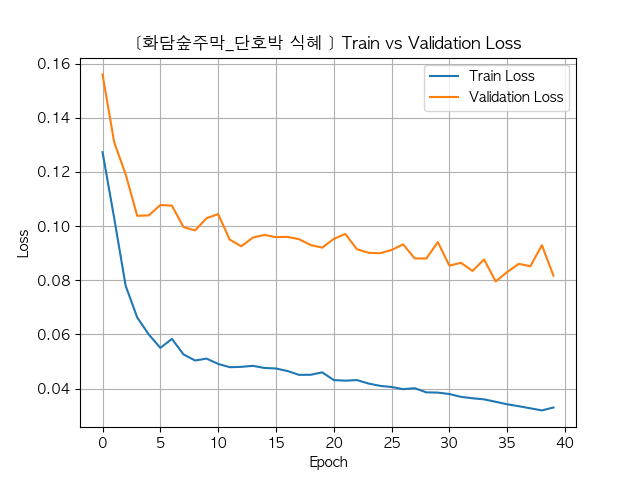 [화담숲주막_단호박 식혜 ] Train vs Validation Loss
Train Loss
Validation Loss
Loss
0.16
0.14
0.12
0.10
0.08
0.06
0.04
0 5 10 15 20 25 30 35 40
Epoch